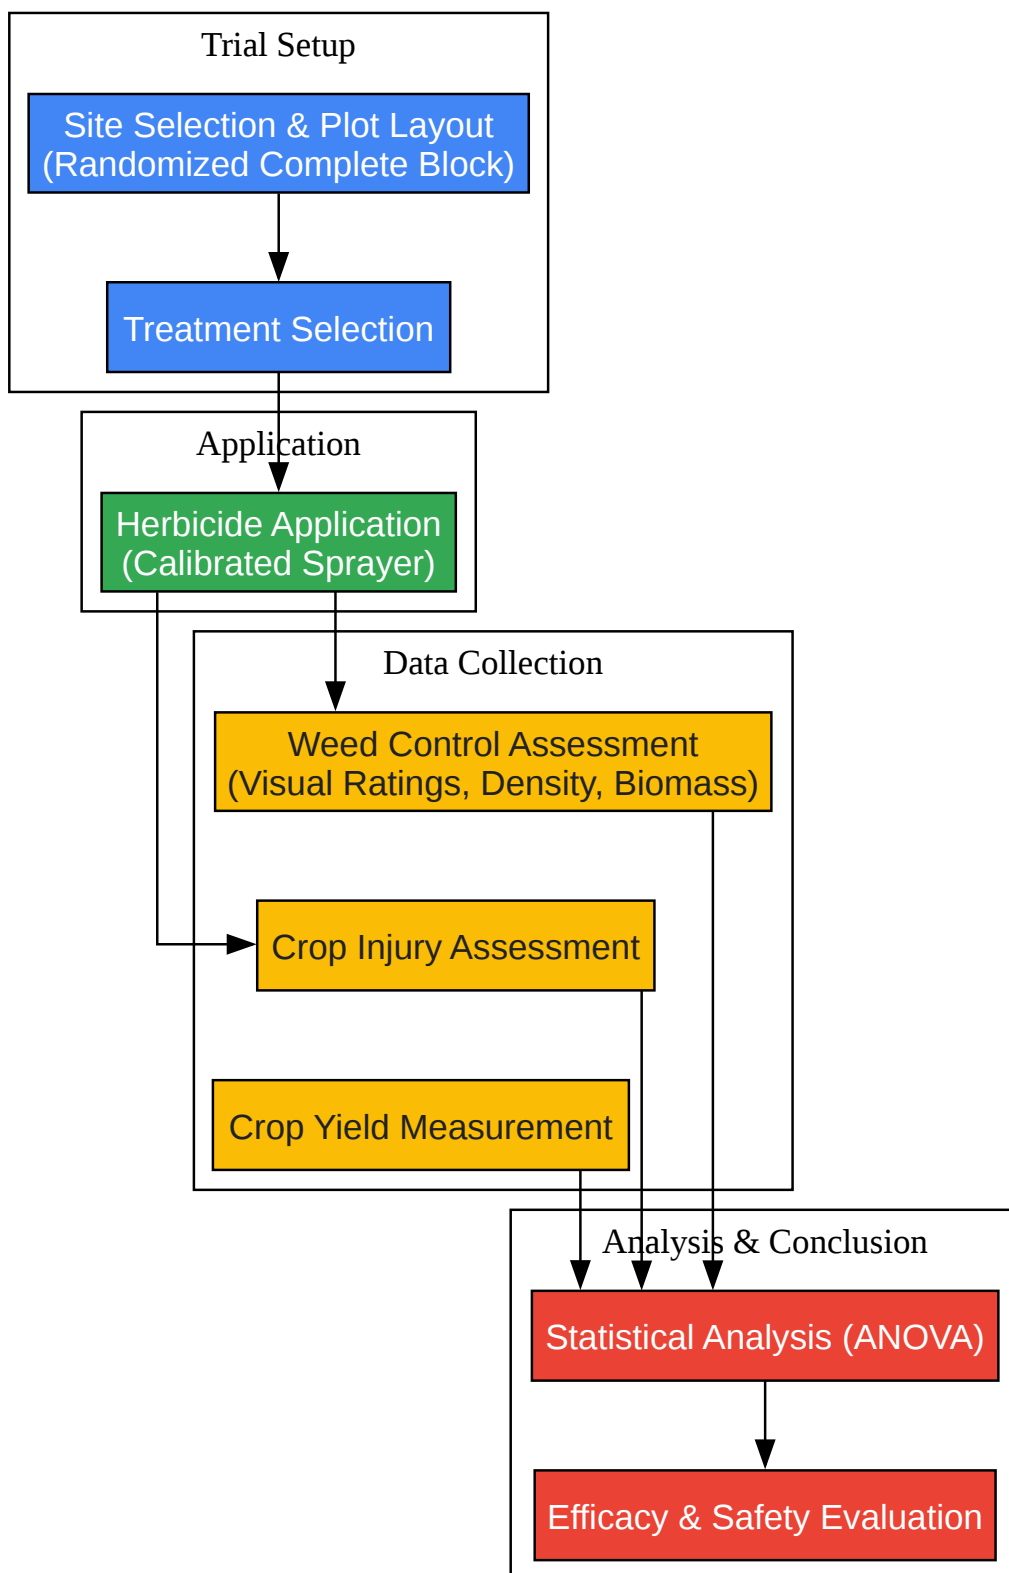 Trial Setup
Site Selection & Plot Layout
(Randomized Complete Block)
Treatment Selection
Application
Herbicide Application
(Calibrated Sprayer)
Data Collection
Weed Control Assessment
(Visual Ratings, Density, Biomass)
Crop Injury Assessment
Crop Yield Measurement
Analysis & Conclusion
Statistical Analysis (ANOVA)
Efficacy & Safety Evaluation